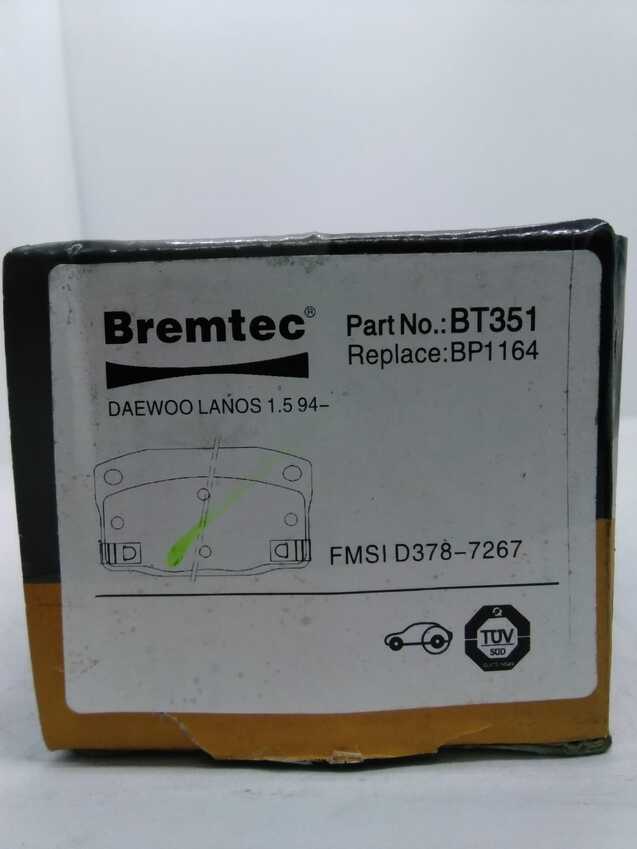 Bremtec®
Part No.: BT351
Replace: BP1164
DAEWOO LANOS 1.5 94-
FMSI D378-7267
TÜV
SÜD